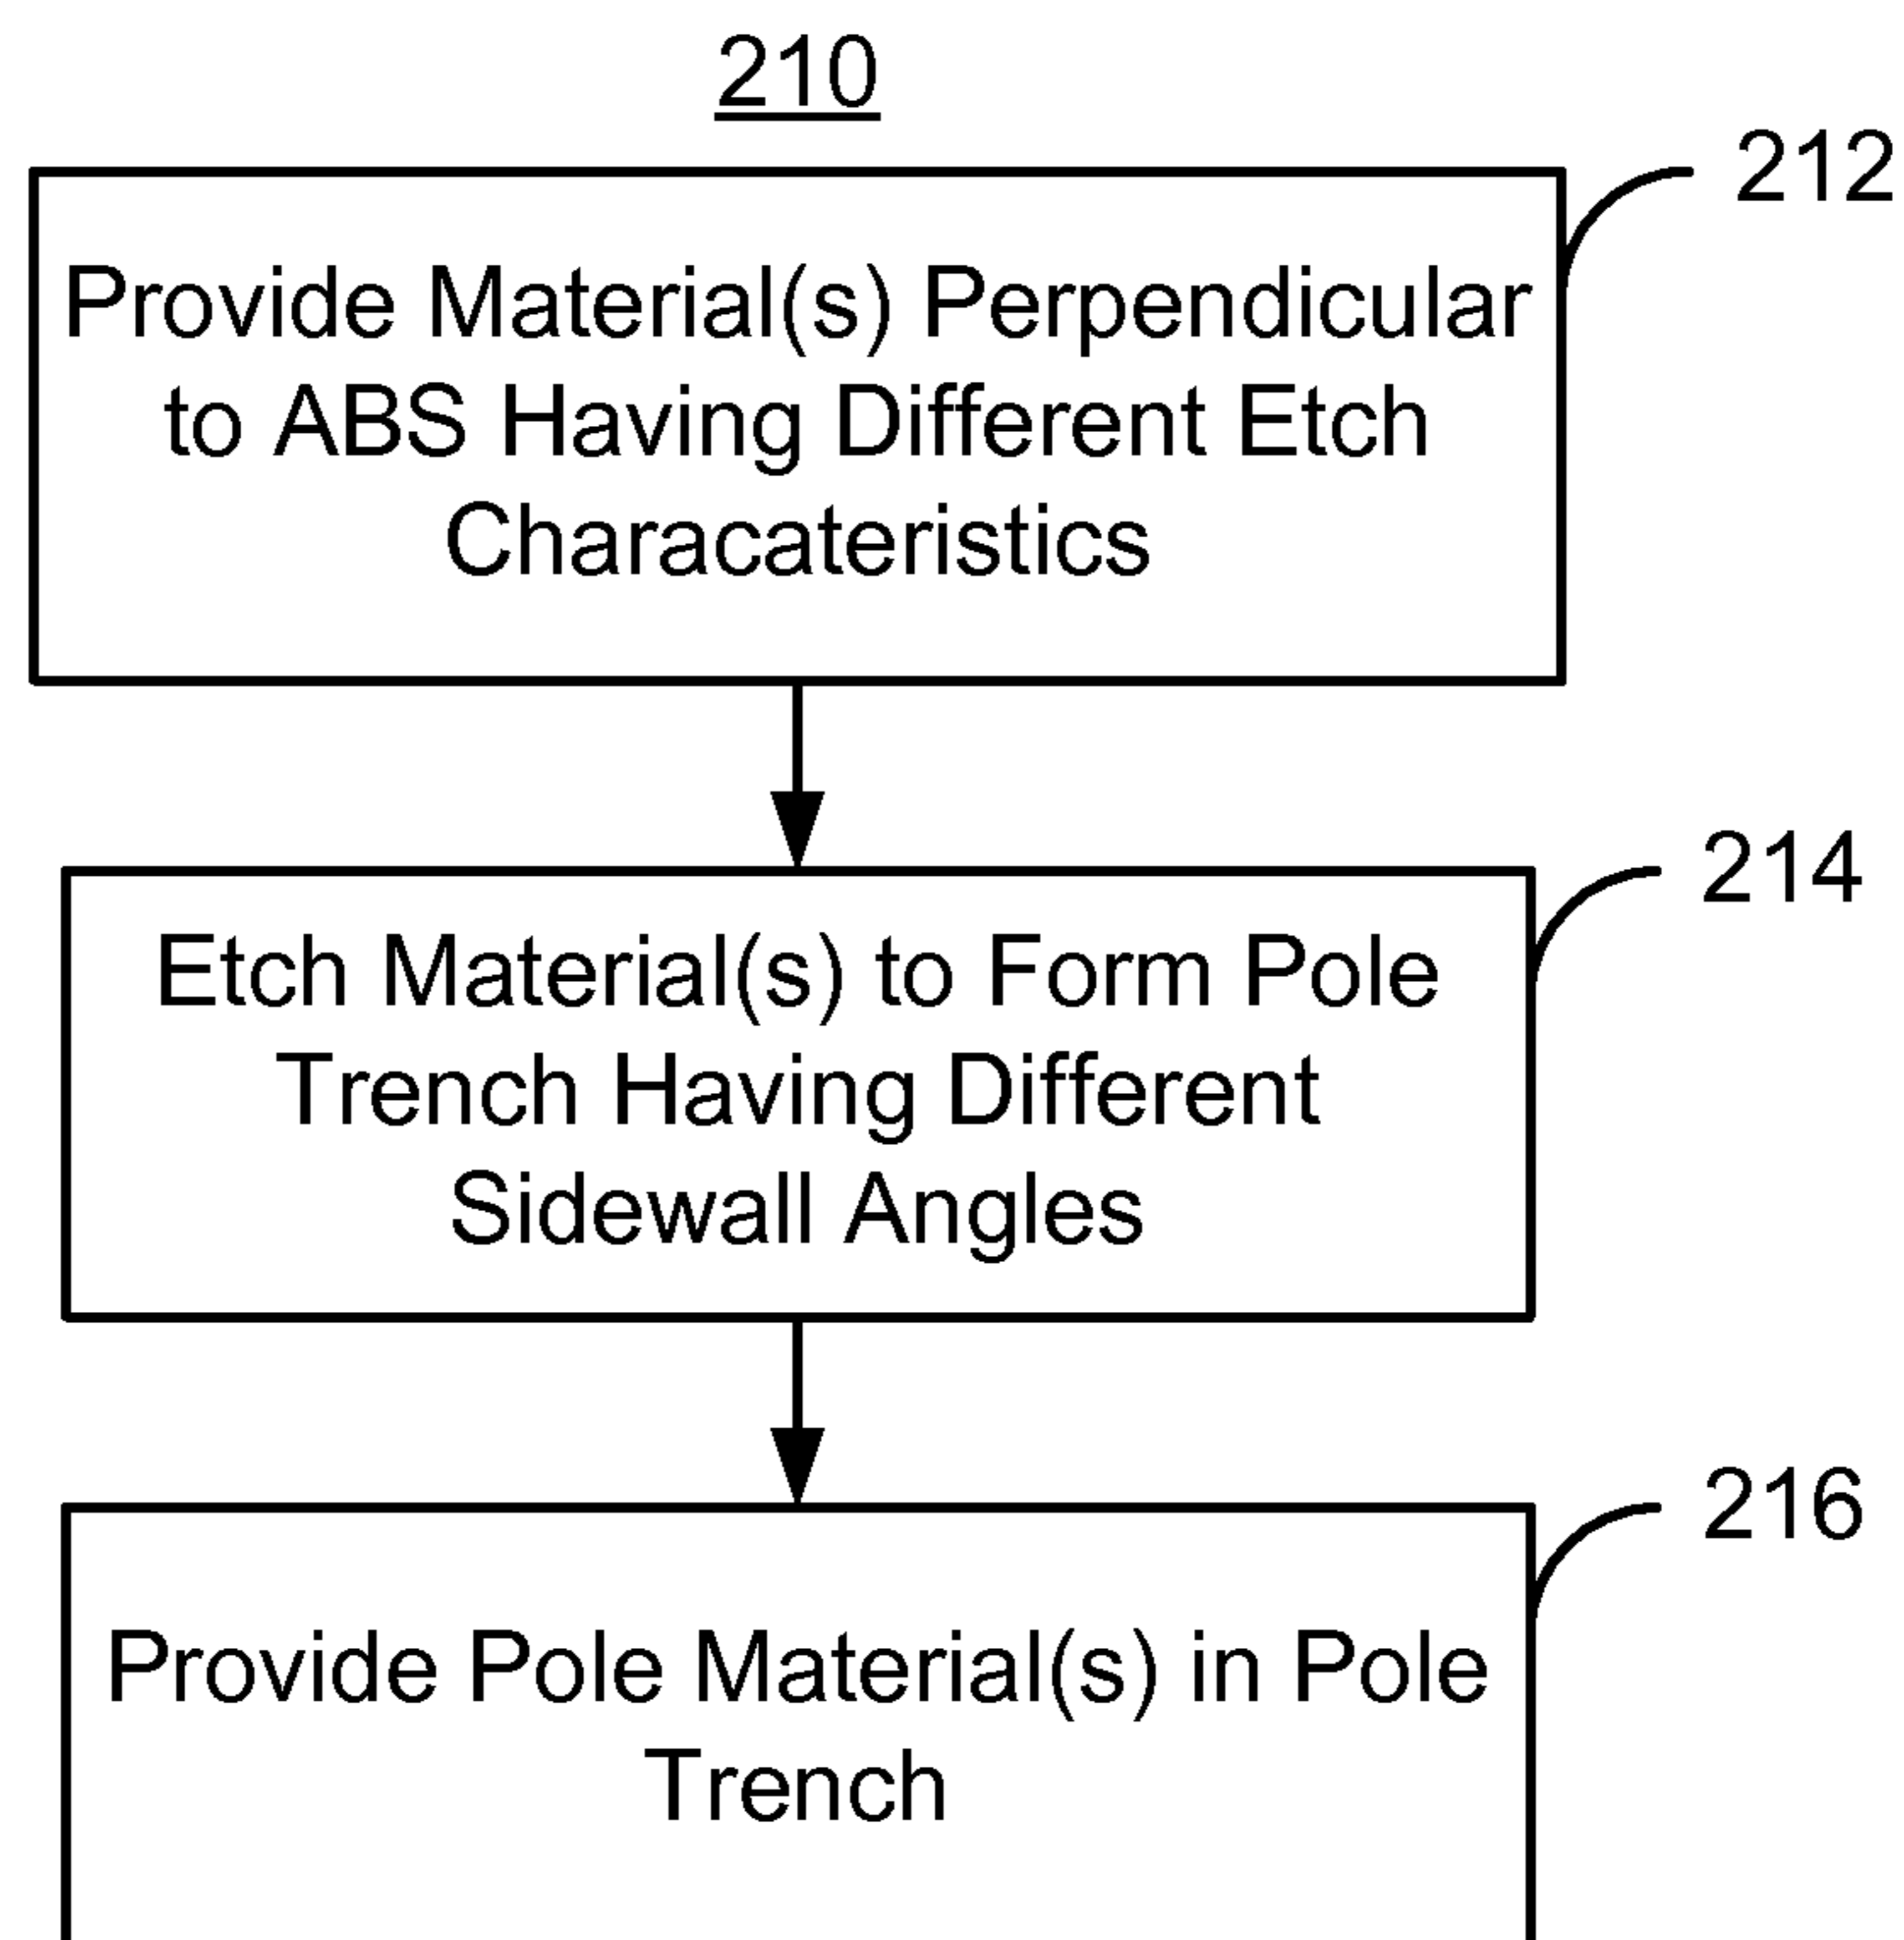 210
212
Provide Material(s) Perpendicular
to ABS Having Different Etch
Characateristics
214
Etch Material(s) to Form Pole
Trench Having Different
Sidewall Angles
216
Provide Pole Material(s) in Pole
Trench